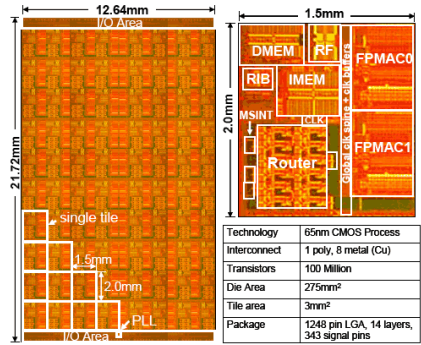 12.64mm
I/O Area
21.72mm
single tile
1.5mm
2.0mm
PLL
I/O Area
1.5mm
2.0mm
DMEM
RF
RIB
IMEM
MSINT
CLK
Router
Global clk spine + clk buffers
FPMAC0
FPMAC1
Technology 65nm CMOS Process
Interconnect 1 poly, 8 metal (Cu)
Transistors 100 Million
Die Area 275mm²
Tile area 3mm²
Package 1248 pin LGA, 14 layers,
343 signal pins